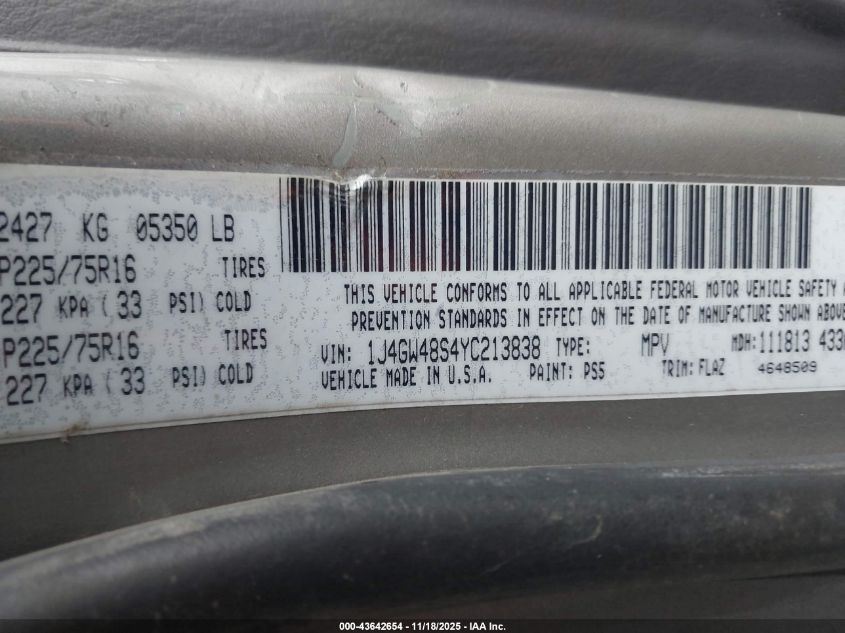 2427 KG 05350 LB
P225/75R16 TIRES
227 KPA ( 33 PSI) COLD
P225/75R16 TIRES
227 KPA ( 33 PSI) COLD
THIS VEHICLE CONFORMS TO ALL APPLICABLE FEDERAL MOTOR VEHICLE SAFETY
PREVENTION STANDARDS IN EFFECT ON THE DATE OF MANUFACTURE SHOWN ABOVE
VIN: 1J4GW48S4YC213838 TYPE: MPV MDH:111813 433
VEHICLE MADE IN U.S.A. PAINT: PS5 TRIM: FLAZ 4648509
000-43642654 - 11/18/2025 - IAA Inc.